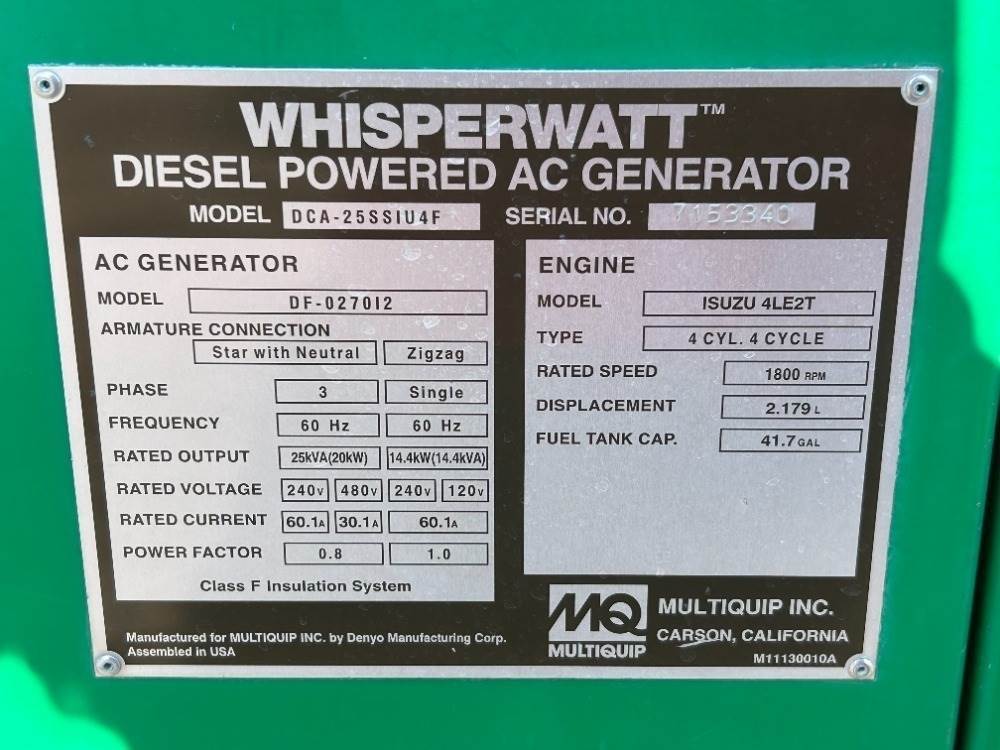 WHISPERWATT™
DIESEL POWERED AC GENERATOR
MODEL DCA-25SSIU4F SERIAL NO. 7153340
AC GENERATOR
MODEL DF-0270I2
ARMATURE CONNECTION
Star with Neutral Zigzag
PHASE 3 Single
FREQUENCY 60 Hz 60 Hz
RATED OUTPUT 25kVA(20kW) 14.4kW(14.4kVA)
RATED VOLTAGE 240V 480V 240V 120V
RATED CURRENT 60.1A 30.1A 60.1A
POWER FACTOR 0.8 1.0
Class F Insulation System
ENGINE
MODEL ISUZU 4LE2T
TYPE 4 CYL. 4 CYCLE
RATED SPEED 1800 RPM
DISPLACEMENT 2.179 L
FUEL TANK CAP. 41.7 GAL
Manufactured for MULTIQUIP INC. by Denyo Manufacturing Corp.
Assembled in USA
MQ
MULTIQUIP
MULTIQUIP INC.
CARSON, CALIFORNIA
M11130010A